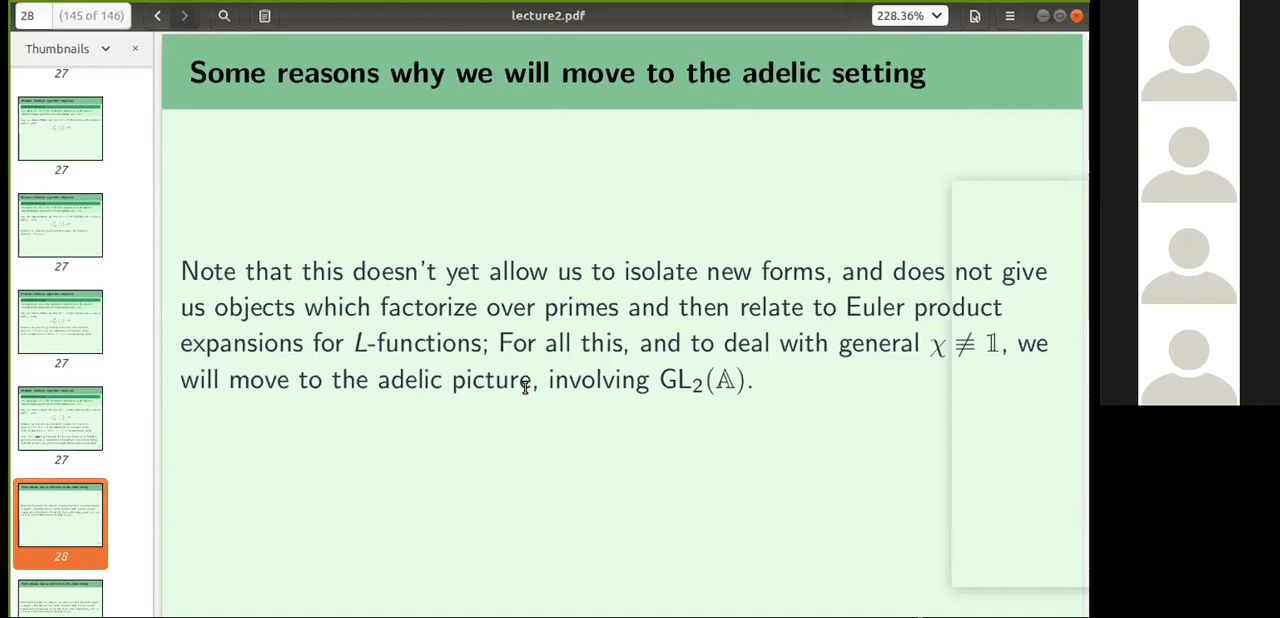 28 (145 of 146) lecture2.pdf 228.36%
Thumbnails
27
27
27
27
27
28
Some reasons why we will move to the adelic setting
Note that this doesn't yet allow us to isolate new forms, and does not give
us objects which factorize over primes and then relate to Euler product
expansions for L-functions; For all this, and to deal with general χ ≢ 𝟙, we
will move to the adelic picture, involving GL₂(𝔸).